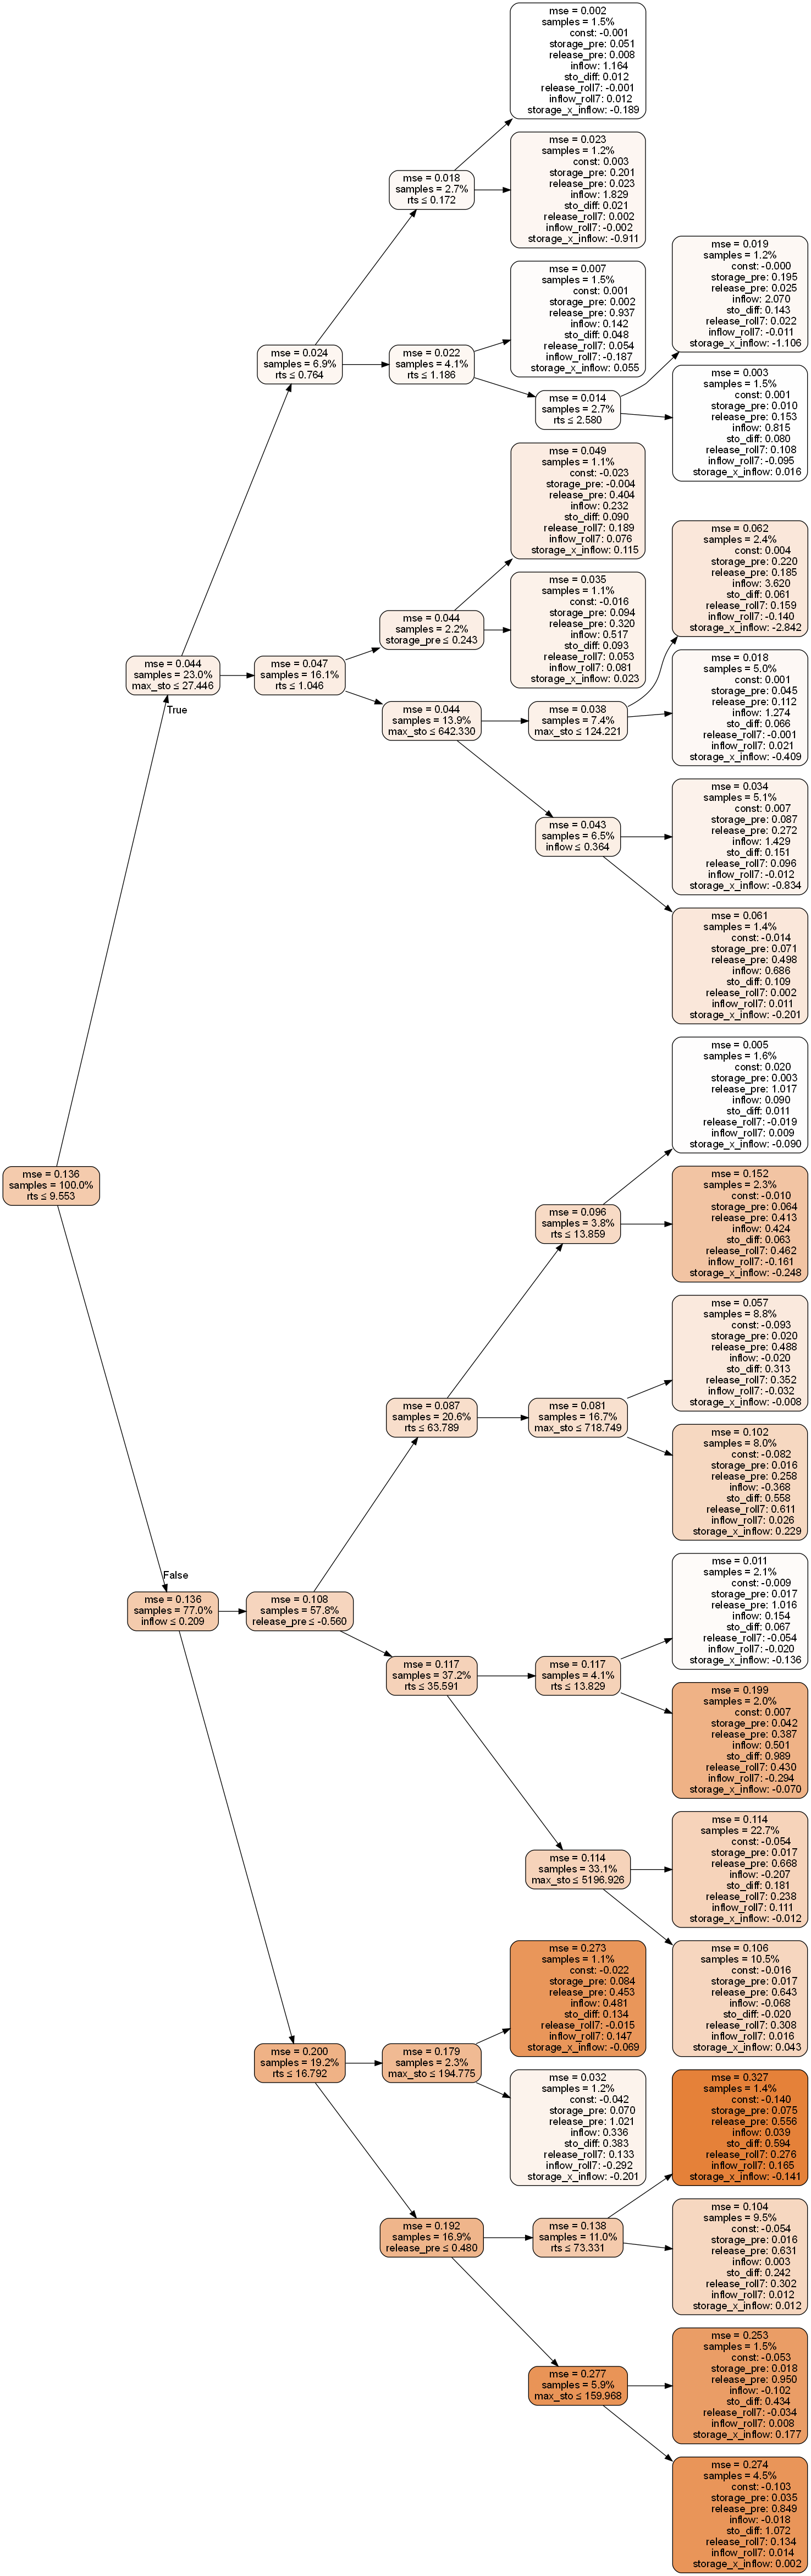 mse = 0.002
samples = 1.5%
const: -0.001
storage_pre: 0.051
release_pre: 0.008
inflow: 1.164
sto_diff: 0.012
release_roll7: -0.001
inflow_roll7: 0.012
storage_x_inflow: -0.189
mse = 0.023
samples = 1.2%
const: 0.003
storage_pre: 0.201
release_pre: 0.023
inflow: 1.829
sto_diff: 0.021
release_roll7: 0.002
inflow_roll7: -0.002
storage_x_inflow: -0.911
mse = 0.018
samples = 2.7%
rts ≤ 0.172
mse = 0.007
samples = 1.5%
const: 0.001
storage_pre: 0.002
release_pre: 0.937
inflow: 0.142
sto_diff: 0.048
release_roll7: 0.054
inflow_roll7: -0.187
storage_x_inflow: 0.055
mse = 0.019
samples = 1.2%
const: -0.000
storage_pre: 0.195
release_pre: 0.025
inflow: 2.070
sto_diff: 0.143
release_roll7: 0.022
inflow_roll7: -0.011
storage_x_inflow: -1.106
mse = 0.024
samples = 6.9%
rts ≤ 0.764
mse = 0.022
samples = 4.1%
rts ≤ 1.186
mse = 0.014
samples = 2.7%
rts ≤ 2.580
mse = 0.003
samples = 1.5%
const: 0.001
storage_pre: 0.010
release_pre: 0.153
inflow: 0.815
sto_diff: 0.080
release_roll7: 0.108
inflow_roll7: -0.095
storage_x_inflow: 0.016
mse = 0.049
samples = 1.1%
const: -0.023
storage_pre: -0.004
release_pre: 0.404
inflow: 0.232
sto_diff: 0.090
release_roll7: 0.189
inflow_roll7: 0.076
storage_x_inflow: 0.115
mse = 0.062
samples = 2.4%
const: 0.004
storage_pre: 0.220
release_pre: 0.185
inflow: 3.620
sto_diff: 0.061
release_roll7: 0.159
inflow_roll7: -0.140
storage_x_inflow: -2.842
mse = 0.044
samples = 2.2%
storage_pre ≤ 0.243
mse = 0.035
samples = 1.1%
const: -0.016
storage_pre: 0.094
release_pre: 0.320
inflow: 0.517
sto_diff: 0.093
release_roll7: 0.053
inflow_roll7: 0.081
storage_x_inflow: 0.023
mse = 0.044
samples = 23.0%
max_sto ≤ 27.446
True
mse = 0.047
samples = 16.1%
rts ≤ 1.046
mse = 0.044
samples = 13.9%
max_sto ≤ 642.330
mse = 0.038
samples = 7.4%
max_sto ≤ 124.221
mse = 0.018
samples = 5.0%
const: 0.001
storage_pre: 0.045
release_pre: 0.112
inflow: 1.274
sto_diff: 0.066
release_roll7: -0.001
inflow_roll7: 0.021
storage_x_inflow: -0.409
mse = 0.043
samples = 6.5%
inflow ≤ 0.364
mse = 0.034
samples = 5.1%
const: 0.007
storage_pre: 0.087
release_pre: 0.272
inflow: 1.429
sto_diff: 0.151
release_roll7: 0.096
inflow_roll7: -0.012
storage_x_inflow: -0.834
mse = 0.061
samples = 1.4%
const: -0.014
storage_pre: 0.071
release_pre: 0.498
inflow: 0.686
sto_diff: 0.109
release_roll7: 0.002
inflow_roll7: 0.011
storage_x_inflow: -0.201
mse = 0.005
samples = 1.6%
const: 0.020
storage_pre: 0.003
release_pre: 1.017
inflow: 0.090
sto_diff: 0.011
release_roll7: -0.019
inflow_roll7: 0.009
storage_x_inflow: -0.090
mse = 0.136
samples = 100.0%
rts ≤ 9.553
mse = 0.096
samples = 3.8%
rts ≤ 13.859
mse = 0.152
samples = 2.3%
const: -0.010
storage_pre: 0.064
release_pre: 0.413
inflow: 0.424
sto_diff: 0.063
release_roll7: 0.462
inflow_roll7: -0.161
storage_x_inflow: -0.248
mse = 0.057
samples = 8.8%
const: -0.093
storage_pre: 0.020
release_pre: 0.488
inflow: -0.020
sto_diff: 0.313
release_roll7: 0.352
inflow_roll7: -0.032
storage_x_inflow: -0.008
mse = 0.087
samples = 20.6%
rts ≤ 63.789
mse = 0.081
samples = 16.7%
max_sto ≤ 718.749
mse = 0.102
samples = 8.0%
const: -0.082
storage_pre: 0.016
release_pre: 0.258
inflow: -0.368
sto_diff: 0.558
release_roll7: 0.611
inflow_roll7: 0.026
storage_x_inflow: 0.229
False
mse = 0.136
samples = 77.0%
inflow ≤ 0.209
mse = 0.108
samples = 57.8%
release_pre ≤ -0.560
mse = 0.011
samples = 2.1%
const: -0.009
storage_pre: 0.017
release_pre: 1.016
inflow: 0.154
sto_diff: 0.067
release_roll7: -0.054
inflow_roll7: -0.020
storage_x_inflow: -0.136
mse = 0.117
samples = 37.2%
rts ≤ 35.591
mse = 0.117
samples = 4.1%
rts ≤ 13.829
mse = 0.199
samples = 2.0%
const: 0.007
storage_pre: 0.042
release_pre: 0.387
inflow: 0.501
sto_diff: 0.989
release_roll7: 0.430
inflow_roll7: -0.294
storage_x_inflow: -0.070
mse = 0.114
samples = 33.1%
max_sto ≤ 5196.926
mse = 0.114
samples = 22.7%
const: -0.054
storage_pre: 0.017
release_pre: 0.668
inflow: -0.207
sto_diff: 0.181
release_roll7: 0.238
inflow_roll7: 0.111
storage_x_inflow: -0.012
mse = 0.273
samples = 1.1%
const: -0.022
storage_pre: 0.084
release_pre: 0.453
inflow: 0.481
sto_diff: 0.134
release_roll7: -0.015
inflow_roll7: 0.147
storage_x_inflow: -0.069
mse = 0.106
samples = 10.5%
const: -0.016
storage_pre: 0.017
release_pre: 0.643
inflow: -0.068
sto_diff: -0.020
release_roll7: 0.308
inflow_roll7: 0.016
storage_x_inflow: 0.043
mse = 0.200
samples = 19.2%
rts ≤ 16.792
mse = 0.179
samples = 2.3%
max_sto ≤ 194.775
mse = 0.032
samples = 1.2%
const: -0.042
storage_pre: 0.070
release_pre: 1.021
inflow: 0.336
sto_diff: 0.383
release_roll7: 0.133
inflow_roll7: -0.292
storage_x_inflow: -0.201
mse = 0.327
samples = 1.4%
const: -0.140
storage_pre: 0.075
release_pre: 0.556
inflow: 0.039
sto_diff: 0.594
release_roll7: 0.276
inflow_roll7: 0.165
storage_x_inflow: -0.141
mse = 0.192
samples = 16.9%
release_pre ≤ 0.480
mse = 0.138
samples = 11.0%
rts ≤ 73.331
mse = 0.104
samples = 9.5%
const: -0.054
storage_pre: 0.016
release_pre: 0.631
inflow: 0.003
sto_diff: 0.242
release_roll7: 0.302
inflow_roll7: 0.012
storage_x_inflow: 0.012
mse = 0.277
samples = 5.9%
max_sto ≤ 159.968
mse = 0.253
samples = 1.5%
const: -0.053
storage_pre: 0.018
release_pre: 0.950
inflow: -0.102
sto_diff: 0.434
release_roll7: -0.034
inflow_roll7: 0.008
storage_x_inflow: 0.177
mse = 0.274
samples = 4.5%
const: -0.103
storage_pre: 0.035
release_pre: 0.849
inflow: -0.018
sto_diff: 1.072
release_roll7: 0.134
inflow_roll7: 0.014
storage_x_inflow: 0.002